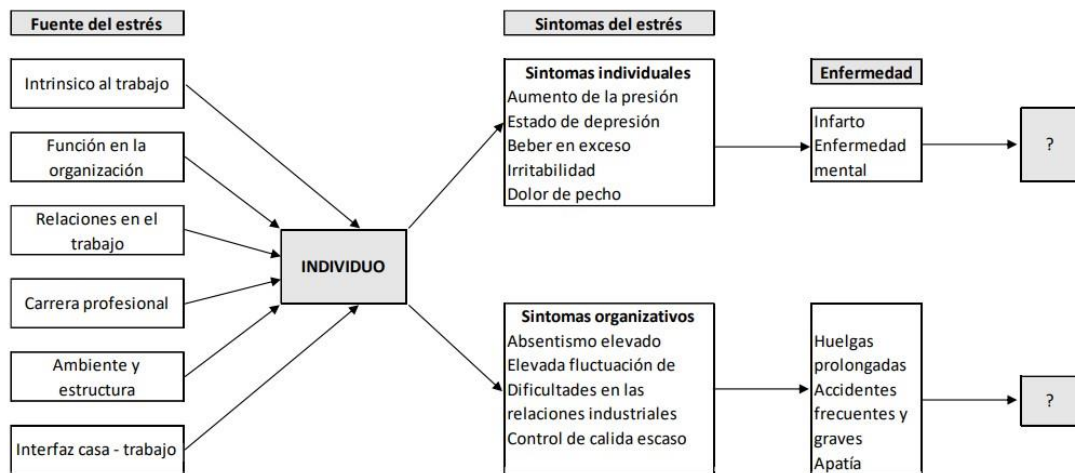 Fuente del estrés
Intrinsico al trabajo
Función en la
organización
Relaciones en el
trabajo
Carrera profesional
Ambiente y
estructura
Interfaz casa - trabajo
INDIVIDUO
Sintomas del estrés
Sintomas individuales
Aumento de la presión
Estado de depresión
Beber en exceso
Irritabilidad
Dolor de pecho
Enfermedad
Infarto
Enfermedad
mental
?
Sintomas organizativos
Absentismo elevado
Elevada fluctuación de
Dificultades en las
relaciones industriales
Control de calida escaso
Huelgas
prolongadas
Accidentes
frecuentes y
graves
Apatía
?